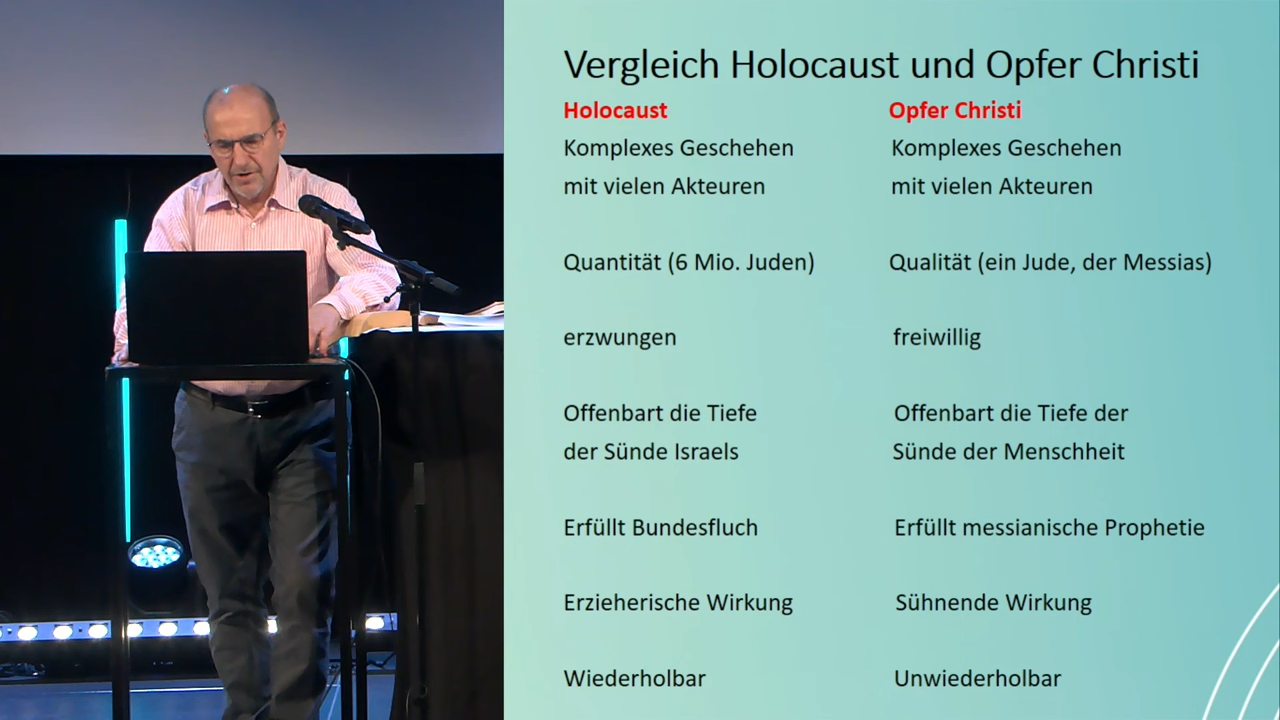 Vergleich Holocaust und Opfer Christi
Holocaust Opfer Christi
Komplexes Geschehen Komplexes Geschehen
mit vielen Akteuren mit vielen Akteuren
Quantität (6 Mio. Juden) Qualität (ein Jude, der Messias)
erzwungen freiwillig
Offenbart die Tiefe Offenbart die Tiefe der
der Sünde Israels Sünde der Menschheit
Erfüllt Bundesfluch Erfüllt messianische Prophetie
Erzieherische Wirkung Sühnende Wirkung
Wiederholbar Unwiederholbar